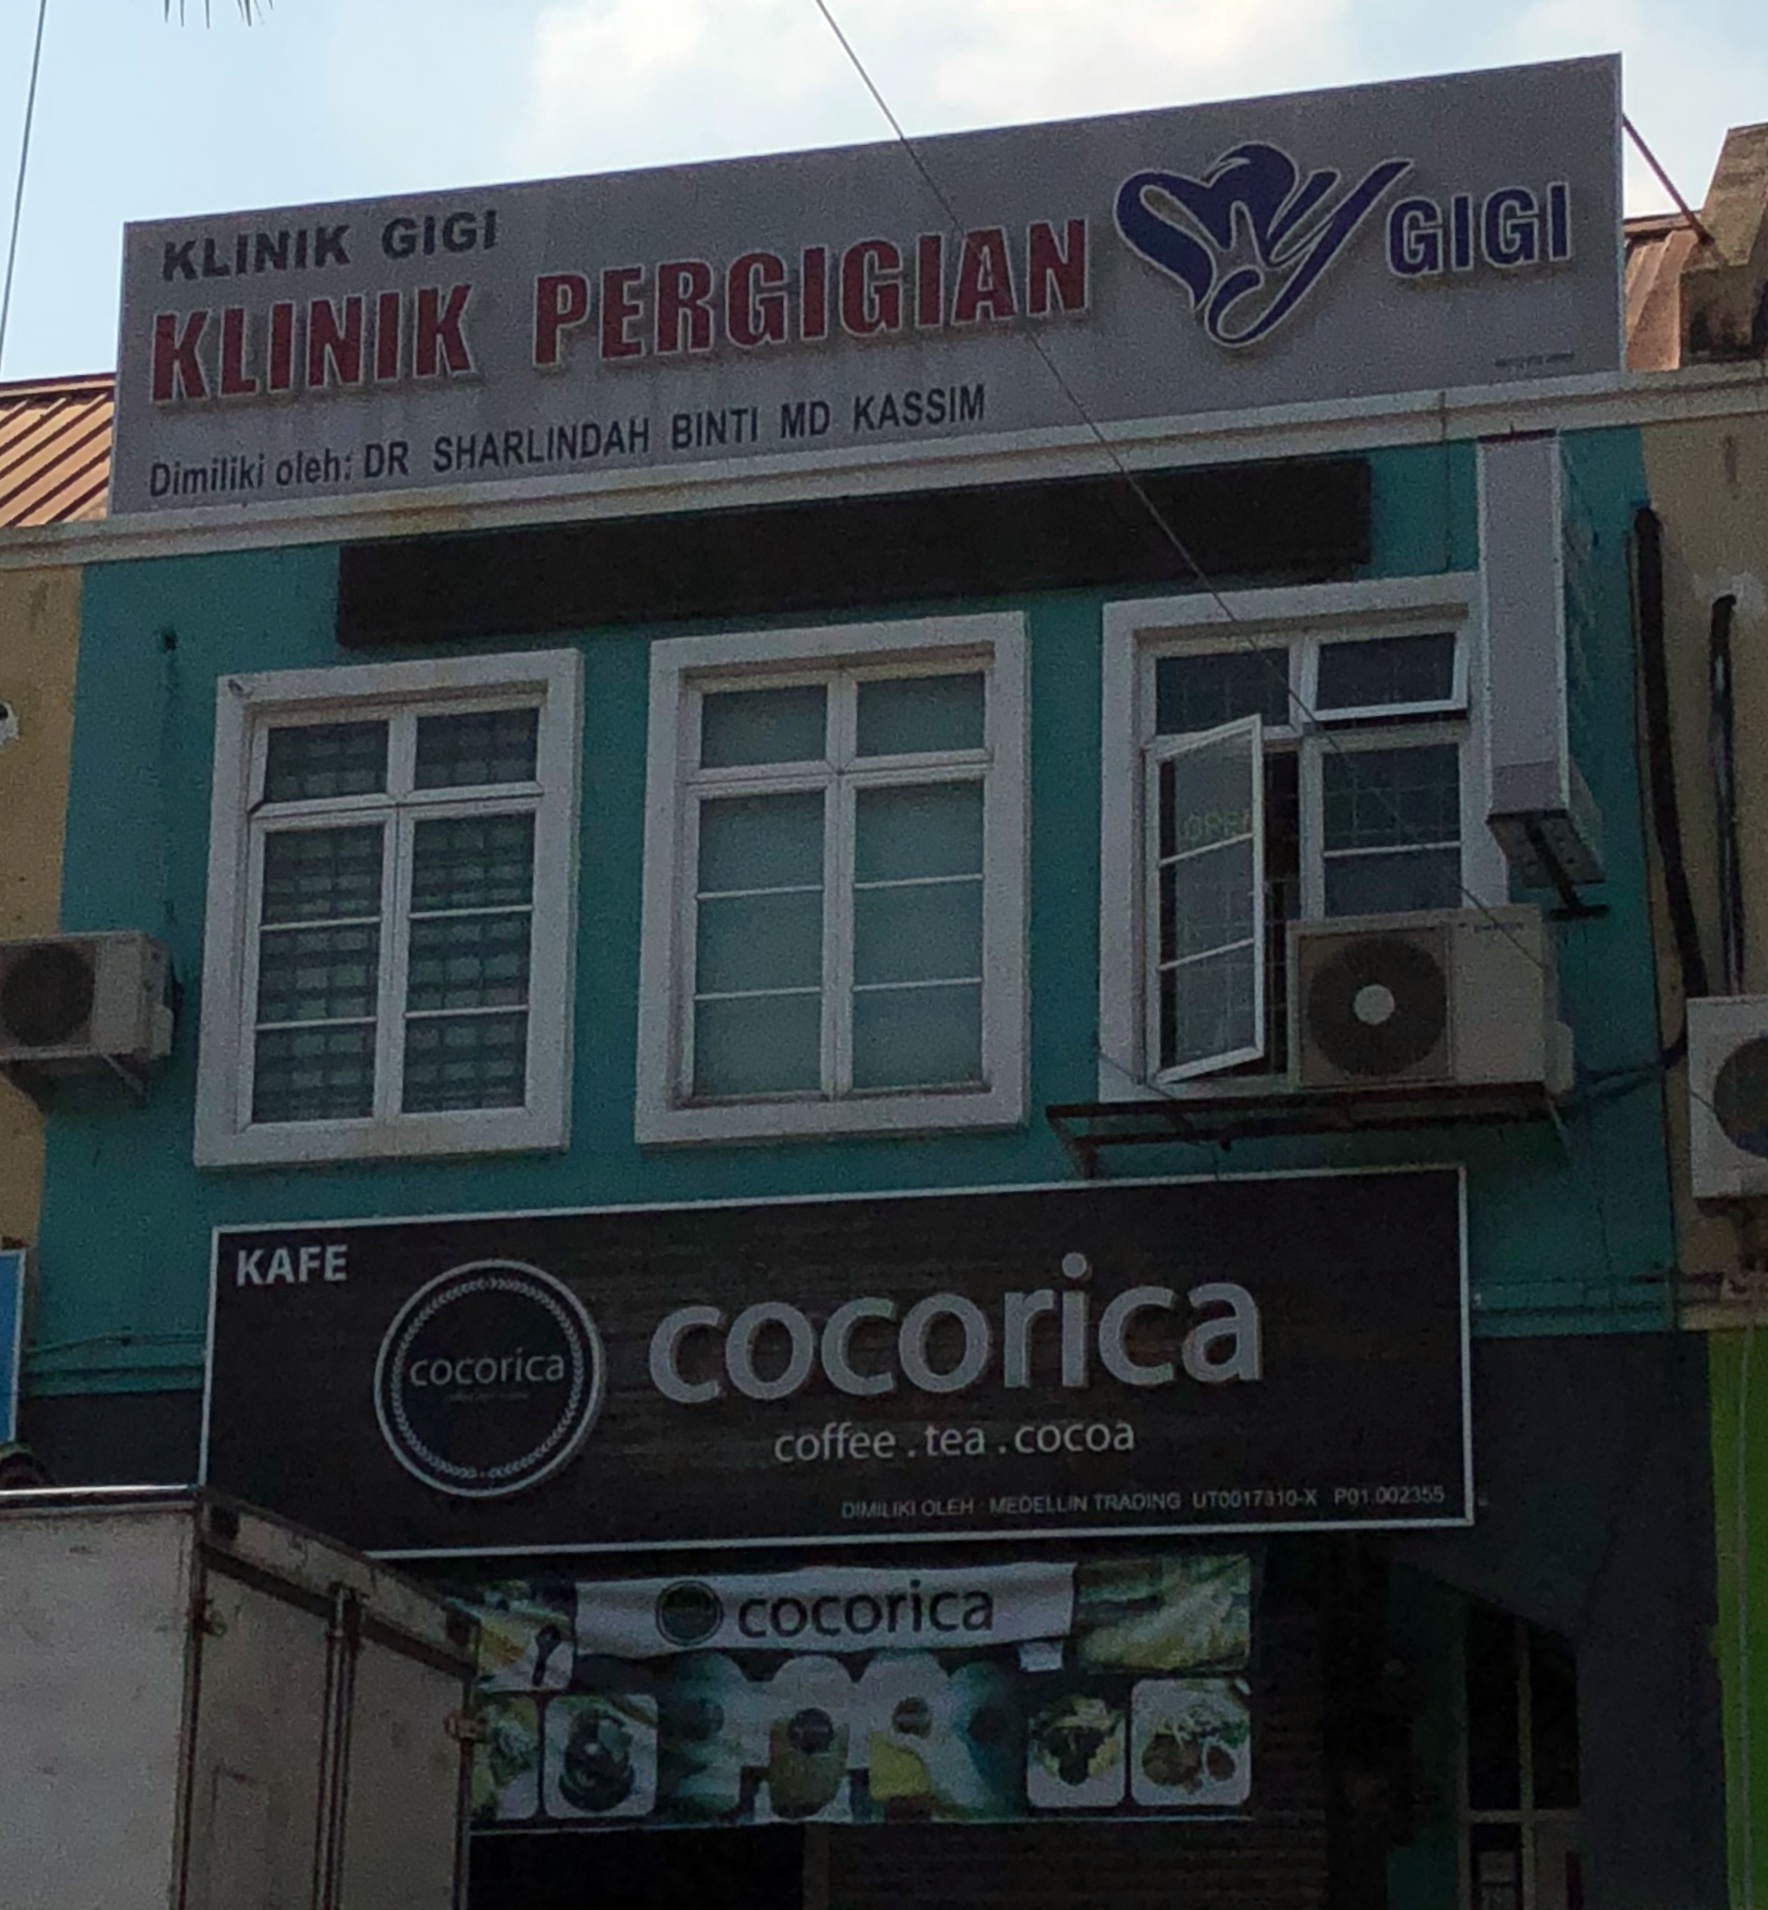 KLINIK GIGI
KLINIK PERGIGIAN
GIGI
Dimiliki oleh: DR SHARLINDAH BINTI MD KASSIM
OPEN
KAFE
cocorica
cocorica
coffee . tea . cocoa
DIMILIKI OLEH MEDELLIN TRADING UT0017310-X P01.002355
cocorica